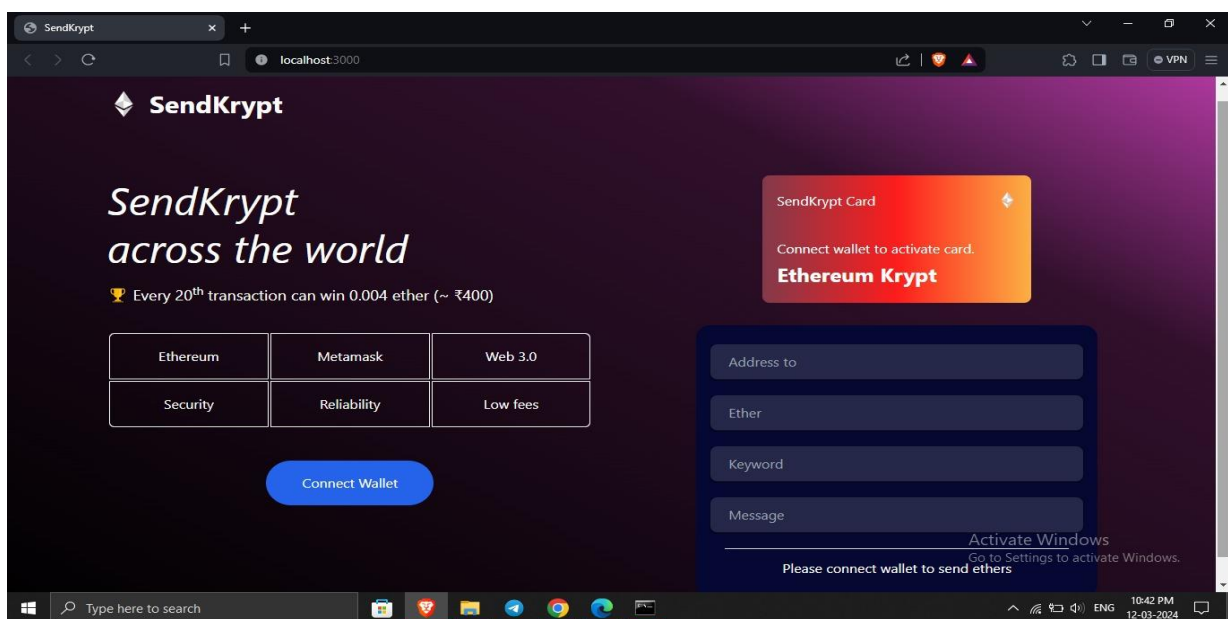 SendKrypt
localhost:3000
VPN
SendKrypt
SendKrypt
across the world
🏆 Every 20th transaction can win 0.004 ether (~ ₹400)
Ethereum Metamask Web 3.0
Security Reliability Low fees
Connect Wallet
SendKrypt Card
Connect wallet to activate card.
Ethereum Krypt
Address to
Ether
Keyword
Message
Please connect wallet to send ethers
Activate Windows
Go to Settings to activate Windows.
Type here to search
ENG
10:42 PM
12-03-2024